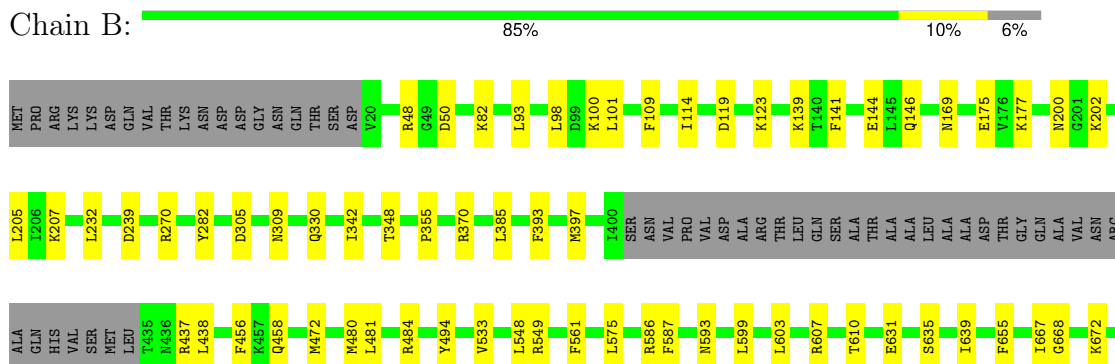 Chain B:
85% 10% 6%
MET PRO ARG LYS LYS ASP GLN VAL THR LYS ASN ASP ASP GLY ASN GLN THR SER ASP V20 R48 G49 D50 K82 L93 L98 D99 K100 L101 F109 I114 D119 K123 K139 T140 F141 E144 L145 Q146 N169 E175 V176 K177 N200 G201 K202
L205 I206 K207 L232 D239 R270 Y282 D305 N309 Q330 I342 T348 P355 R370 L385 F393 M397 I400 SER ASN VAL PRO VAL ASP ALA ARG THR LEU GLN SER ALA THR ALA ALA LEU ALA ALA ASP THR GLY GLN ALA VAL ASN ARG
ALA GLN HIS VAL SER MET LEU T435 N436 R437 L438 F456 K457 Q458 M472 M480 L481 R484 Y494 V533 L548 R549 F561 L575 R586 F587 N593 L599 L603 R607 T610 E631 S635 I639 F655 I667 G668 K672